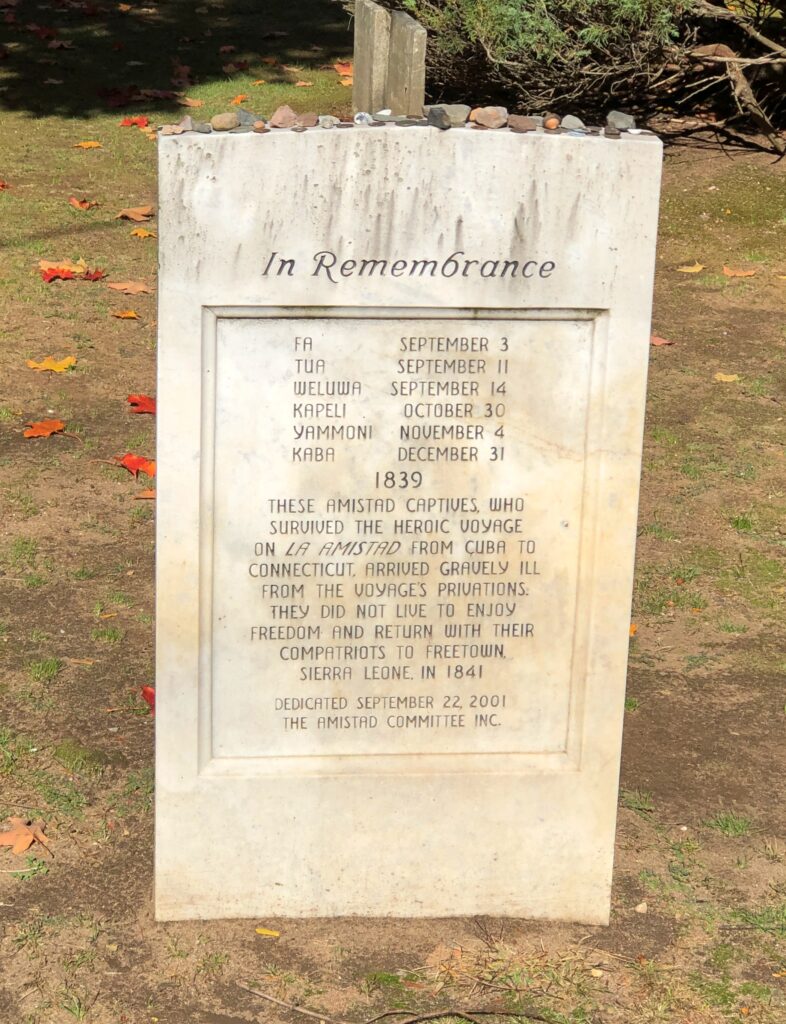 In Remembrance
FA SEPTEMBER 3
TUA SEPTEMBER 11
WELUWA SEPTEMBER 14
KAPELI OCTOBER 30
YAMMONI NOVEMBER 4
KABA DECEMBER 31
1839
THESE AMISTAD CAPTIVES, WHO
SURVIVED THE HEROIC VOYAGE
ON LA AMISTAD FROM CUBA TO
CONNECTICUT, ARRIVED GRAVELY ILL
FROM THE VOYAGE'S PRIVATIONS.
THEY DID NOT LIVE TO ENJOY
FREEDOM AND RETURN WITH THEIR
COMPATRIOTS TO FREETOWN,
SIERRA LEONE, IN 1841
DEDICATED SEPTEMBER 22, 2001
THE AMISTAD COMMITTEE INC.